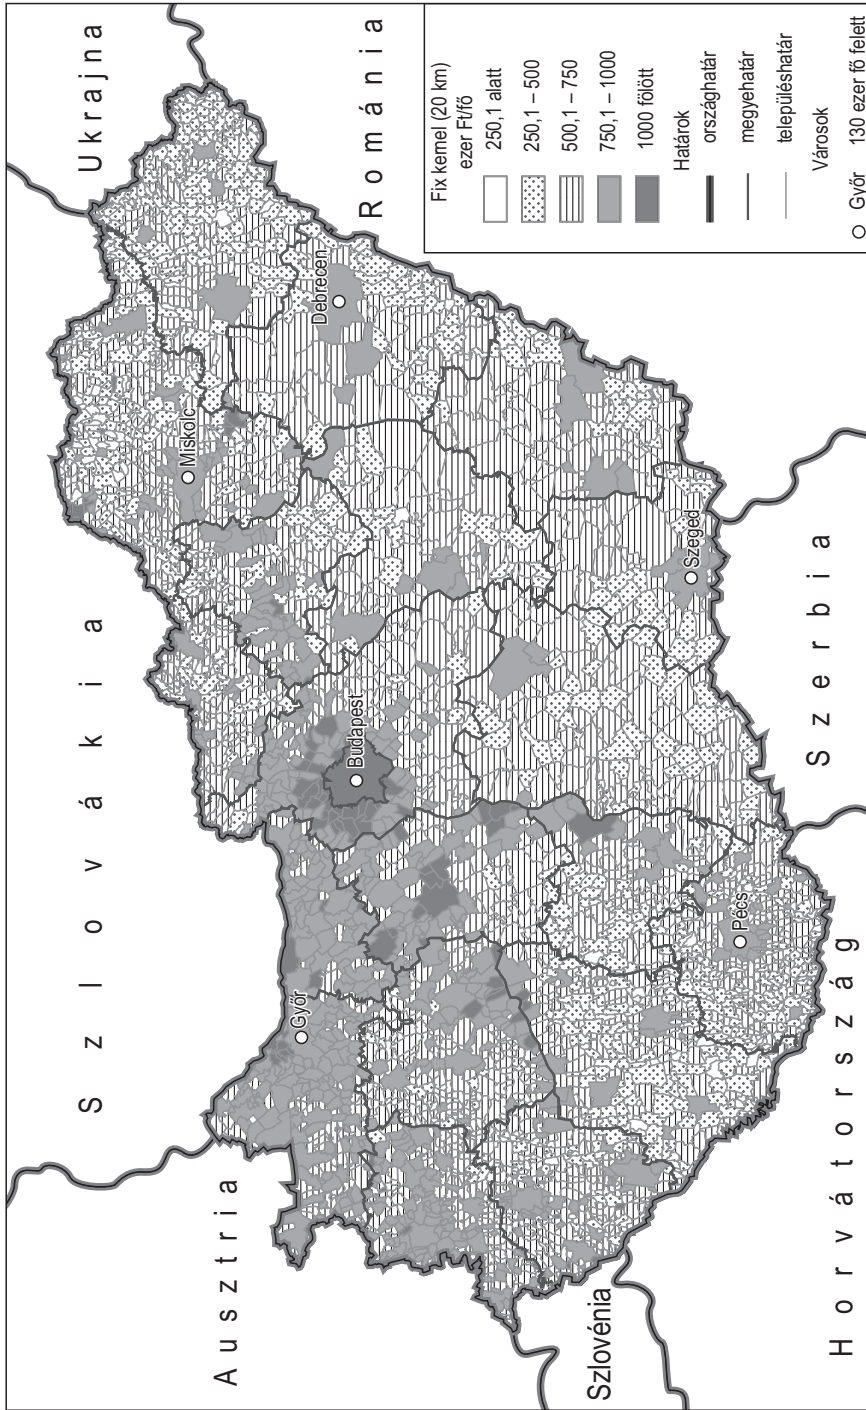 Szlovákia
Ukrajna
Ausztria
Románia
Szlovénia
Horvátország
Szerbia
Győr
Budapest
Miskolc
Debrecen
Pécs
Szeged
Fix kernel (20 km)
ezer Ft/fő
250,1 alatt
250,1 – 500
500,1 – 750
750,1 – 1000
1000 fölött
Határok
országhatár
megyehatár
településhatár
Városok
Győr 130 ezer fő felett